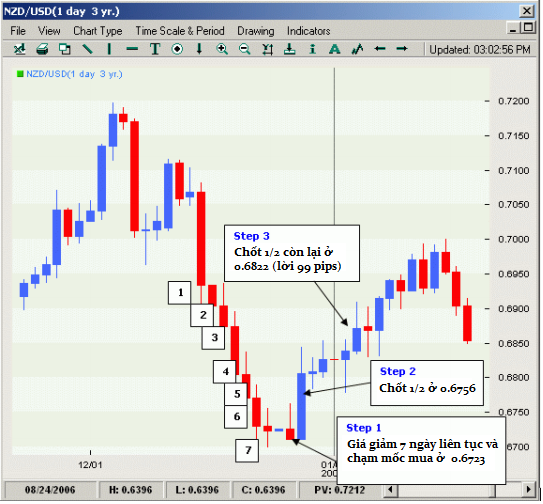 NZD/USD(1 day 3 yr.)
File View Chart Type Time Scale & Period Drawing Indicators
Updated: 03:02:56 PM
NZD/USD(1 day 3 yr.)
0.7200
0.7150
0.7100
0.7050
0.7000
0.6950
0.6900
0.6850
0.6800
0.6750
0.6700
Step 3
Chốt 1/2 còn lại ở
0.6822 (lời 99 pips)
1
2
3
4
5
6
7
Step 2
Chốt 1/2 ở 0.6756
Step 1
Giá giảm 7 ngày liên tục và
chạm mốc mua ở 0.6723
12/01
08/24/2006 H: 0.6396 L: 0.6396 C: 0.6396 PV: 0.7212